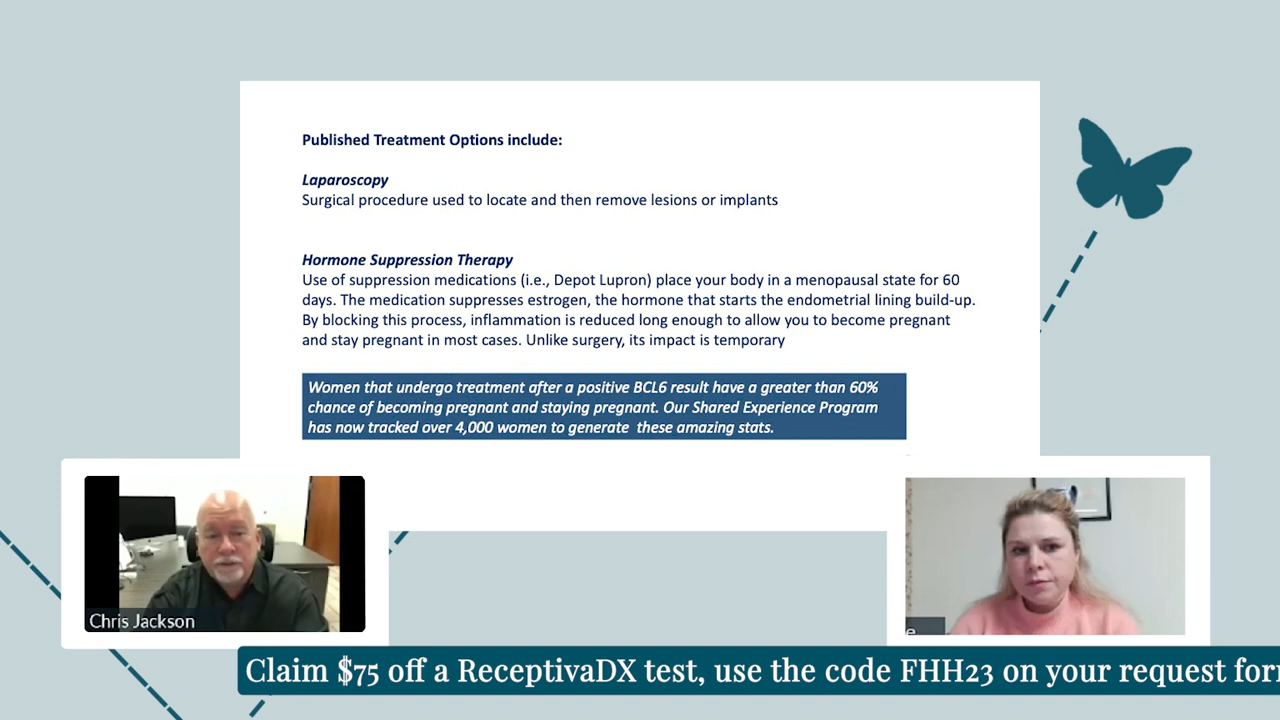 Published Treatment Options include:
Laparoscopy
Surgical procedure used to locate and then remove lesions or implants
Hormone Suppression Therapy
Use of suppression medications (i.e., Depot Lupron) place your body in a menopausal state for 60
days. The medication suppresses estrogen, the hormone that starts the endometrial lining build-up.
By blocking this process, inflammation is reduced long enough to allow you to become pregnant
and stay pregnant in most cases. Unlike surgery, its impact is temporary
Women that undergo treatment after a positive BCL6 result have a greater than 60%
chance of becoming pregnant and staying pregnant. Our Shared Experience Program
has now tracked over 4,000 women to generate these amazing stats.
Chris Jackson
e
Claim $75 off a ReceptivaDX test, use the code FHH23 on your request for